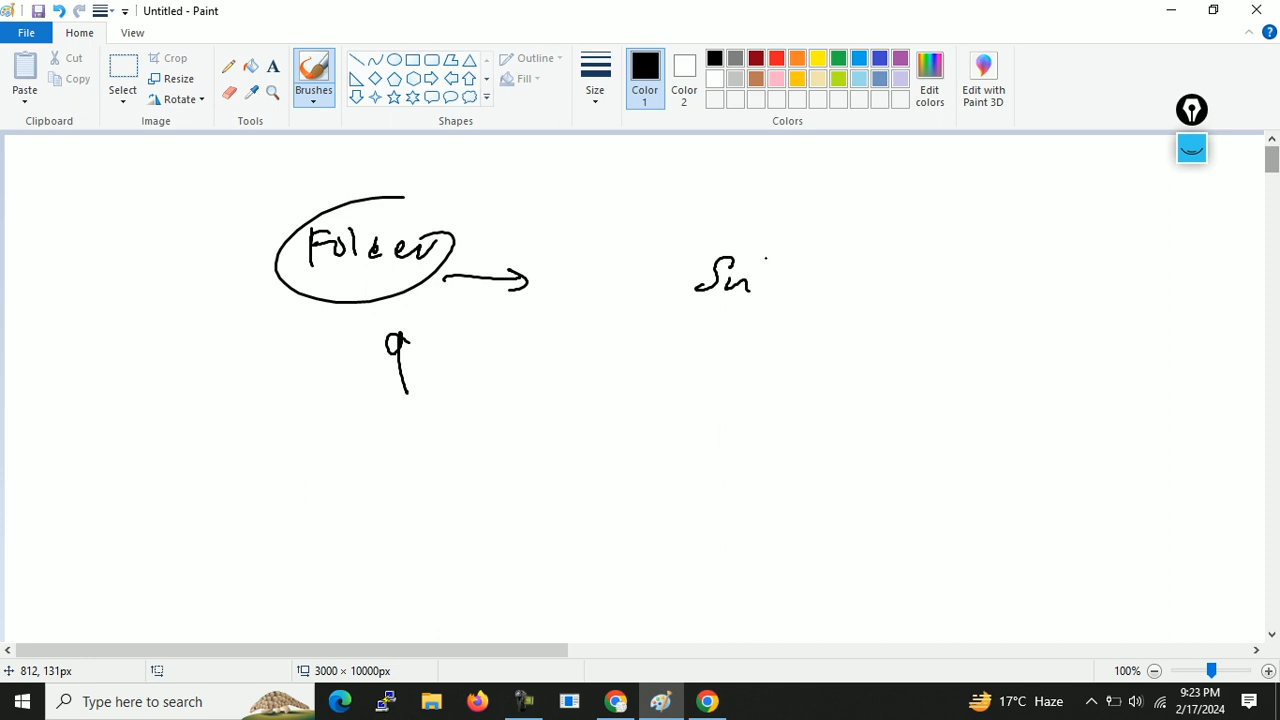 Untitled - Paint
File Home View
Paste Cut Copy
Clipboard
Select Crop Resize Rotate
Image
A
Tools
Brushes
Shapes
Outline
Fill
Size
Color 1
Color 2
Edit colors
Colors
Edit with Paint 3D
Folder
Sn
9
812, 131px
3000 × 10000px
100%
Type here to search
17°C Haze
9:23 PM
2/17/2024